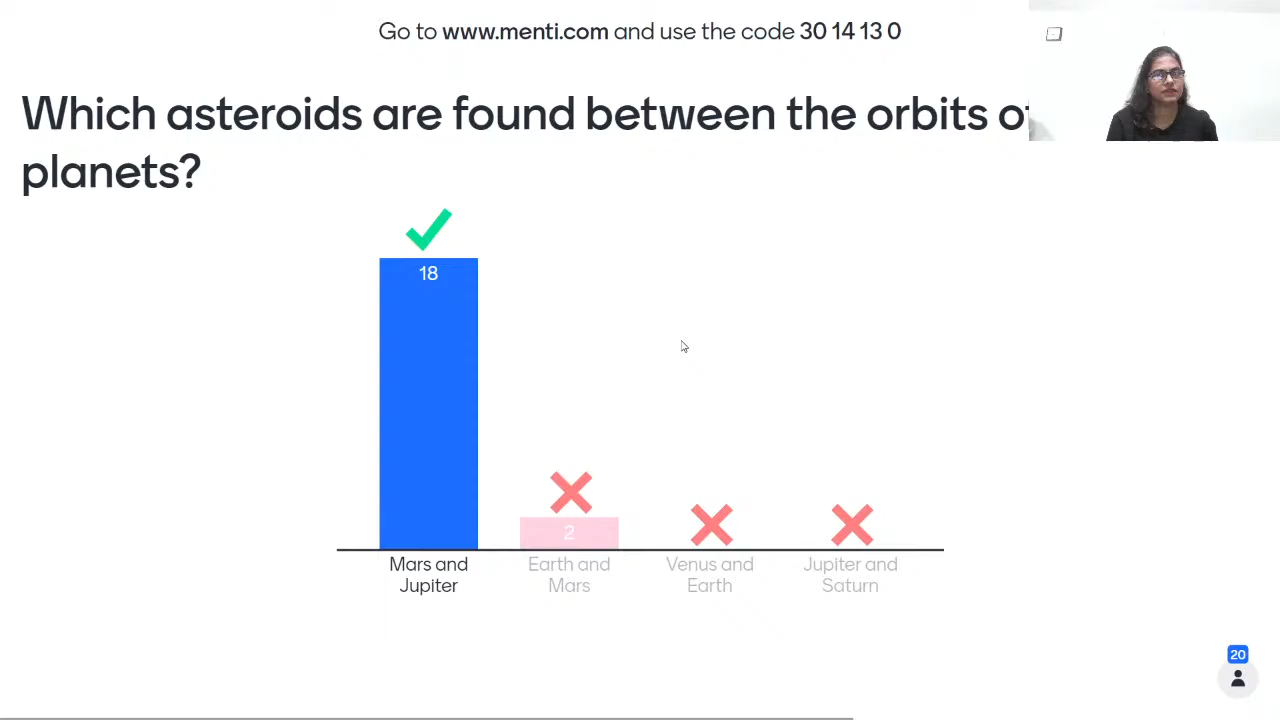 Go to www.menti.com and use the code 30 14 13 0
Which asteroids are found between the orbits of
planets?
18
2
Mars and
Jupiter
Earth and
Mars
Venus and
Earth
Jupiter and
Saturn
20